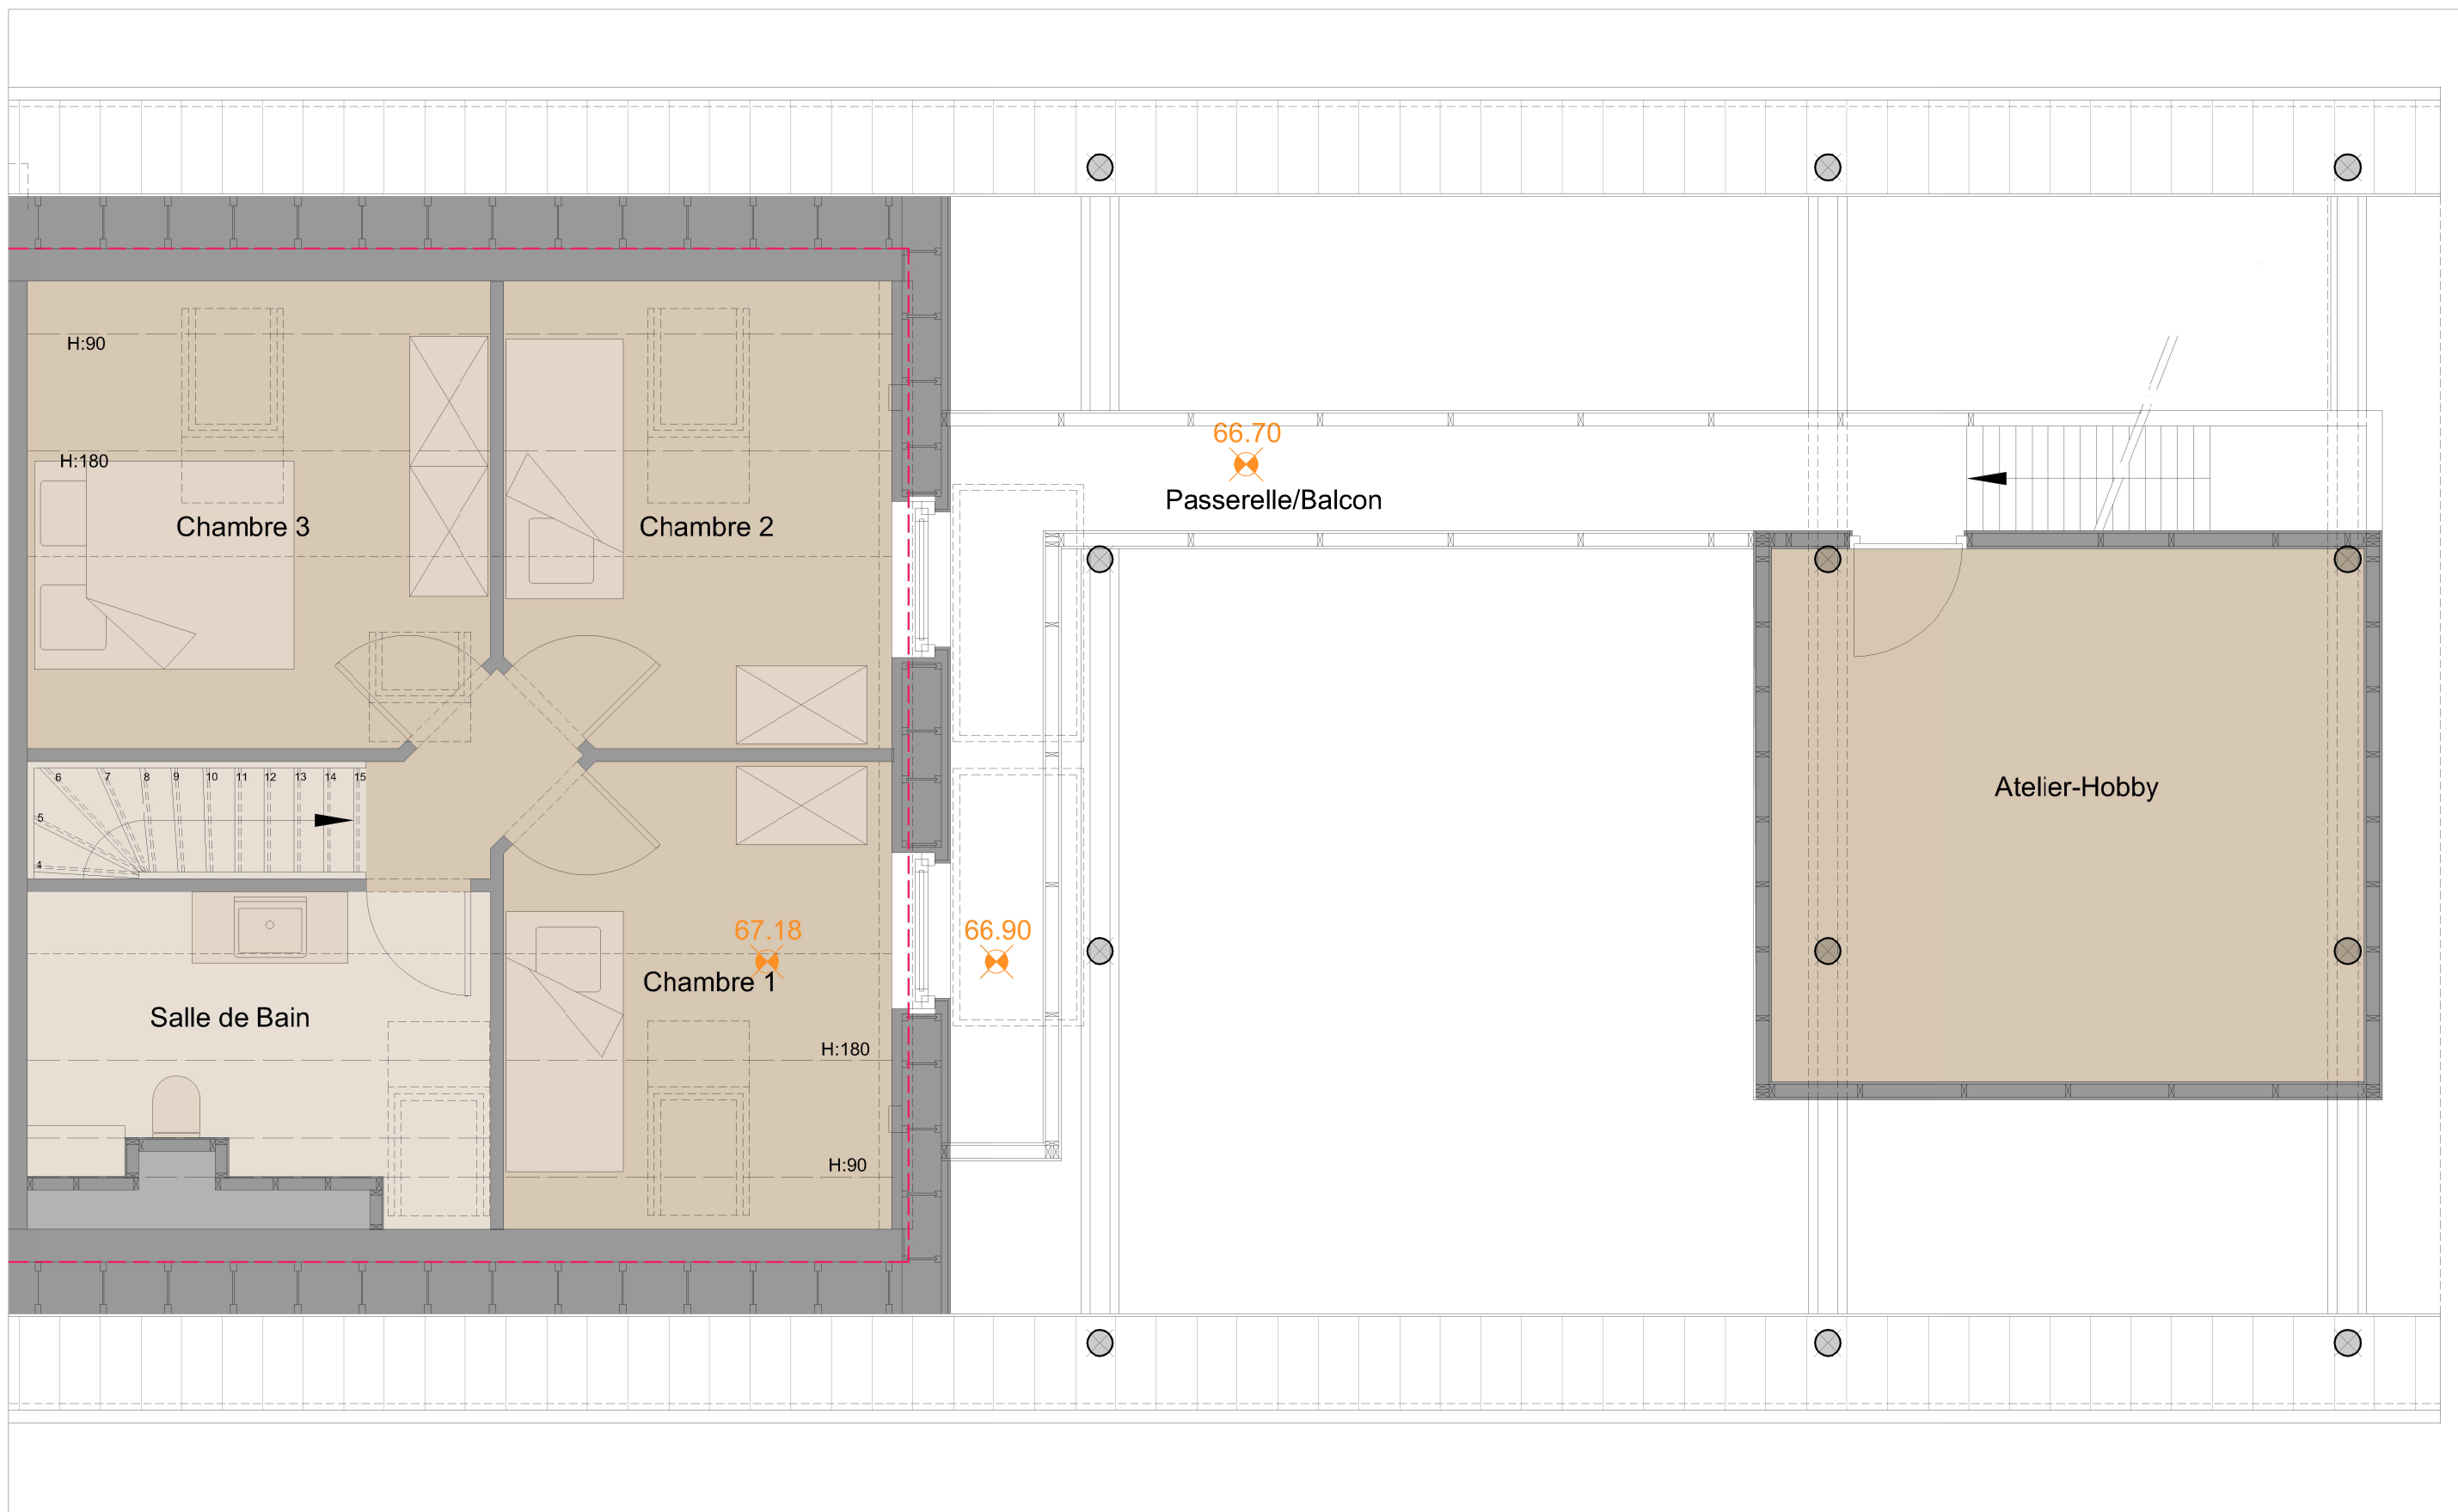 H:90
H:180
Chambre 3
Chambre 2
66.70
Passerelle/Balcon
6 7 8 9 10 11 12 13 14 15
5
4
Atelier-Hobby
67.18
66.90
Chambre 1
Salle de Bain
H:180
H:90